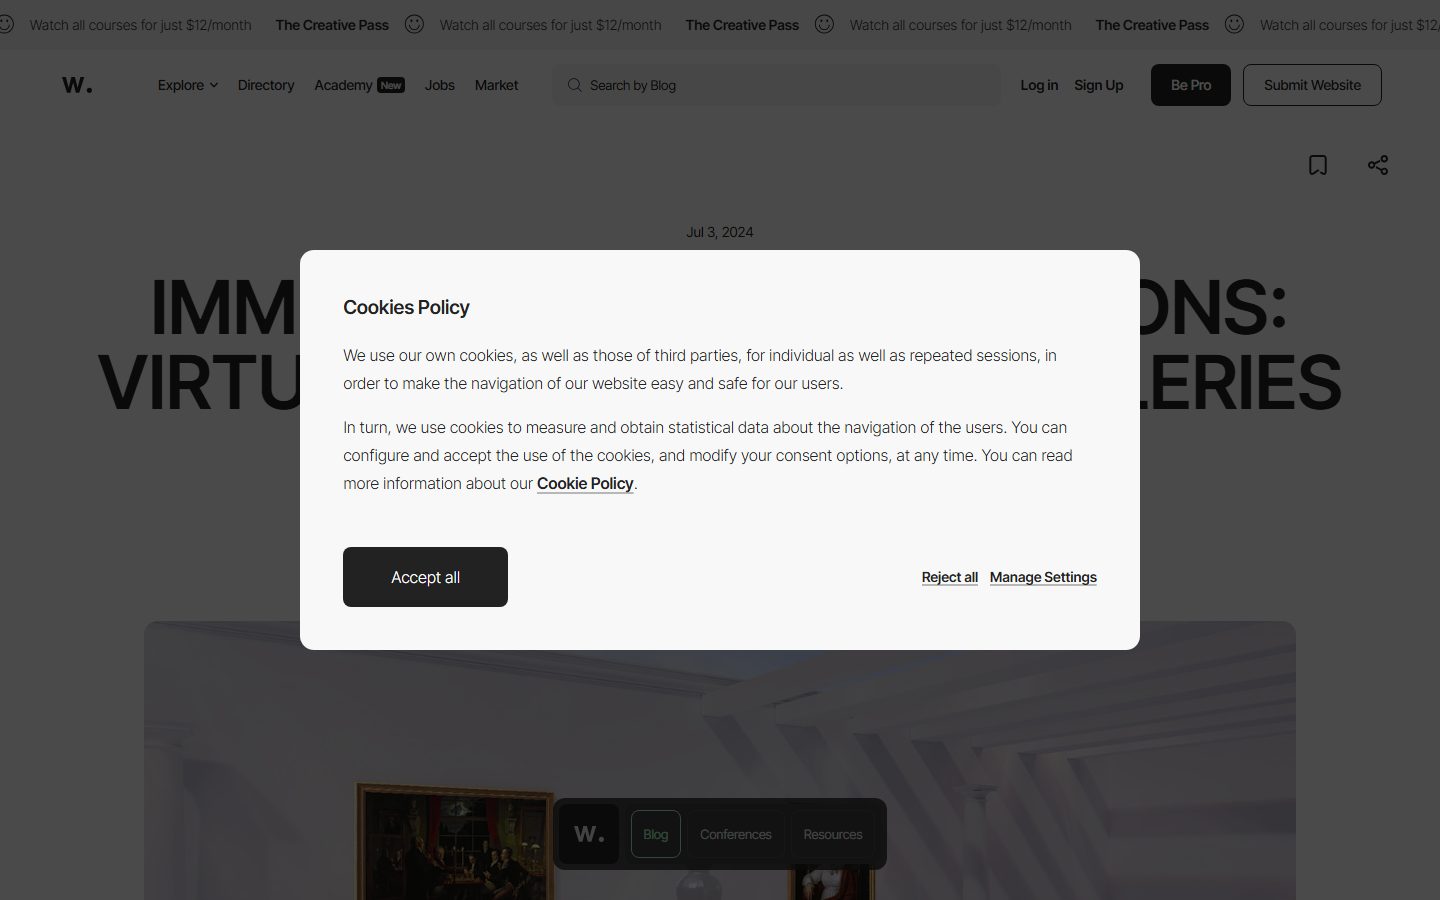 Watch all courses for just $12/month The Creative Pass Watch all courses for just $12/month The Creative Pass Watch all courses for just $12/month The Creative Pass Watch all courses for just $12/
W. Explore Directory Academy New Jobs Market Search by Blog Log in Sign Up Be Pro Submit Website
Jul 3, 2024
Cookies Policy
We use our own cookies, as well as those of third parties, for individual as well as repeated sessions, in
order to make the navigation of our website easy and safe for our users.
In turn, we use cookies to measure and obtain statistical data about the navigation of the users. You can
configure and accept the use of the cookies, and modify your consent options, at any time. You can read
more information about our Cookie Policy.
Accept all Reject all Manage Settings
W. Blog Conferences Resources